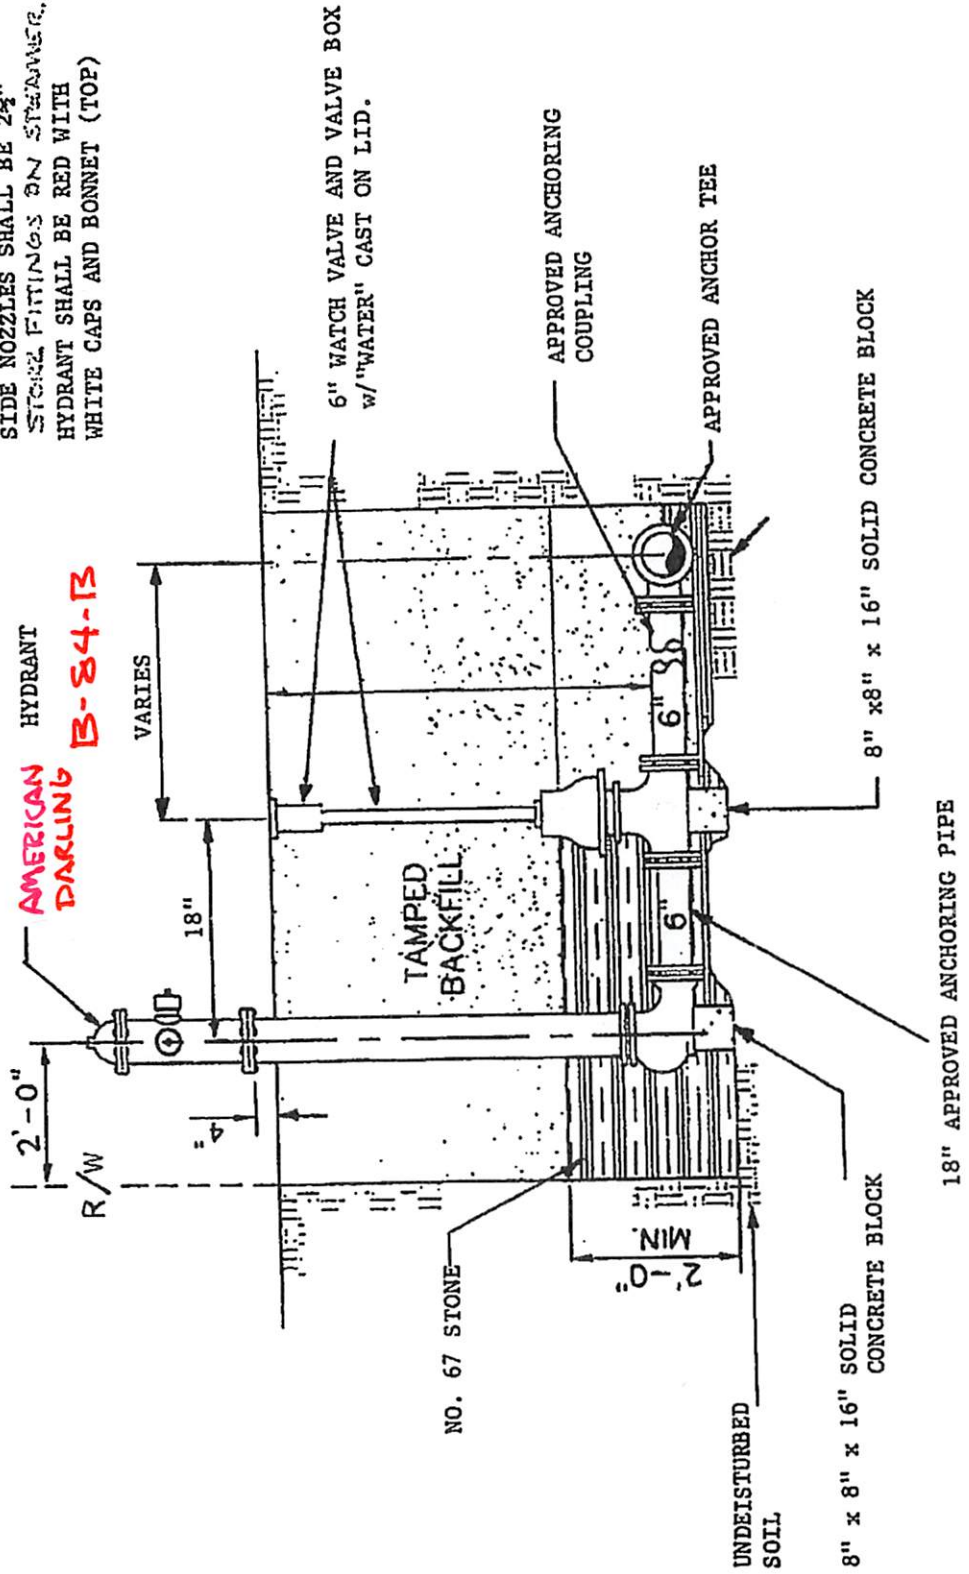 SIDE NOZZLES SHALL BE 2½"
STORZ FITTINGS ON STEAMER.
HYDRANT SHALL BE RED WITH
WHITE CAPS AND BONNET (TOP)
AMERICAN
DARLING
HYDRANT
B-84-B
VARIES
18"
2'-0"
R/W
4"
6" WATCH VALVE AND VALVE BOX
w/"WATER" CAST ON LID.
TAMPED
BACKFILL
APPROVED ANCHORING
COUPLING
APPROVED ANCHOR TEE
6"
6"
NO. 67 STONE
2'-0"
MIN.
8" x8" x 16" SOLID CONCRETE BLOCK
UNDEISTURBED
SOIL
8" x 8" x 16" SOLID
CONCRETE BLOCK
18" APPROVED ANCHORING PIPE